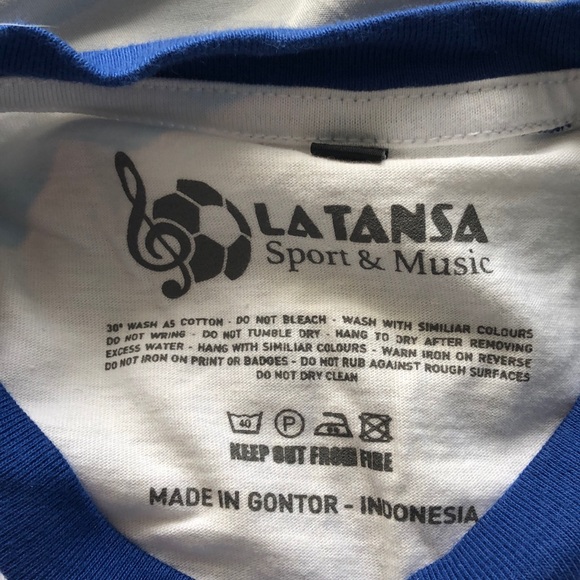 LATANSA
Sport & Music
30° WASH AS COTTON - DO NOT BLEACH - WASH WITH SIMILIAR COLOURS
DO NOT WRING - DO NOT TUMBLE DRY - HANG TO DRY AFTER REMOVING
EXCESS WATER - HANG WITH SIMILIAR COLOURS - WARN IRON ON REVERSE
DO NOT IRON ON PRINT OR BADGES - DO NOT RUB AGAINST ROUGH SURFACES
DO NOT DRY CLEAN
40 P
KEEP OUT FROM FIRE
MADE IN GONTOR - INDONESIA